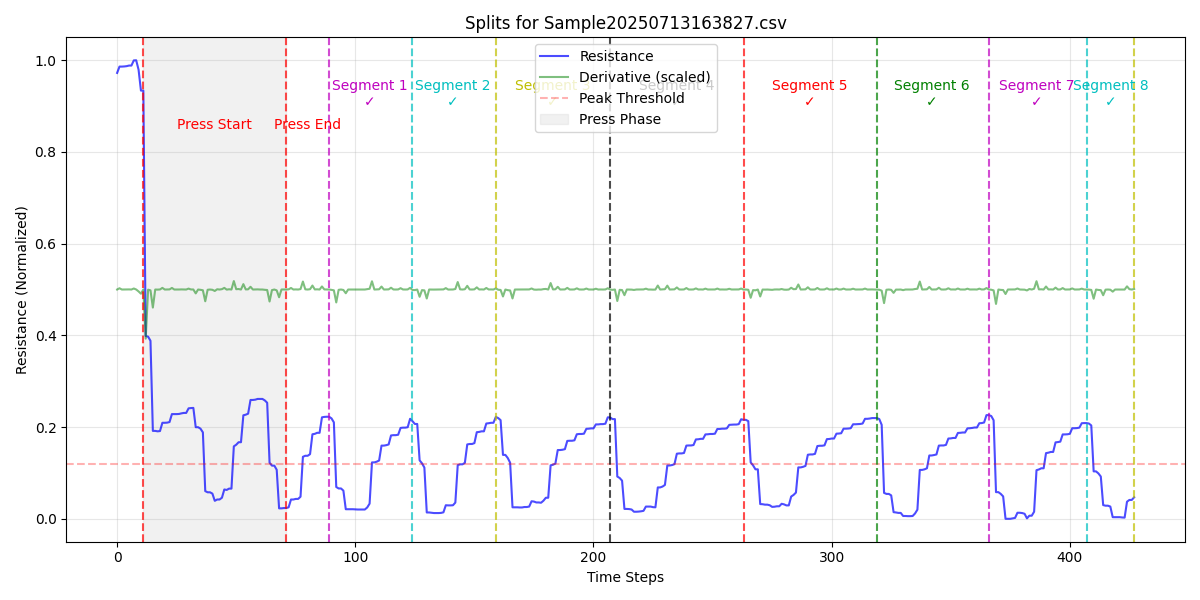 Splits for Sample20250713163827.csv
Resistance
Derivative (scaled)
Peak Threshold
Press Phase
Segment 1
✓
Segment 2
✓
Segment 3
Segment 4
Segment 5
✓
Segment 6
✓
Segment 7
✓
Segment 8
✓
Press Start
Press End
Resistance (Normalized)
1.0
0.8
0.6
0.4
0.2
0.0
0
100
200
300
400
Time Steps